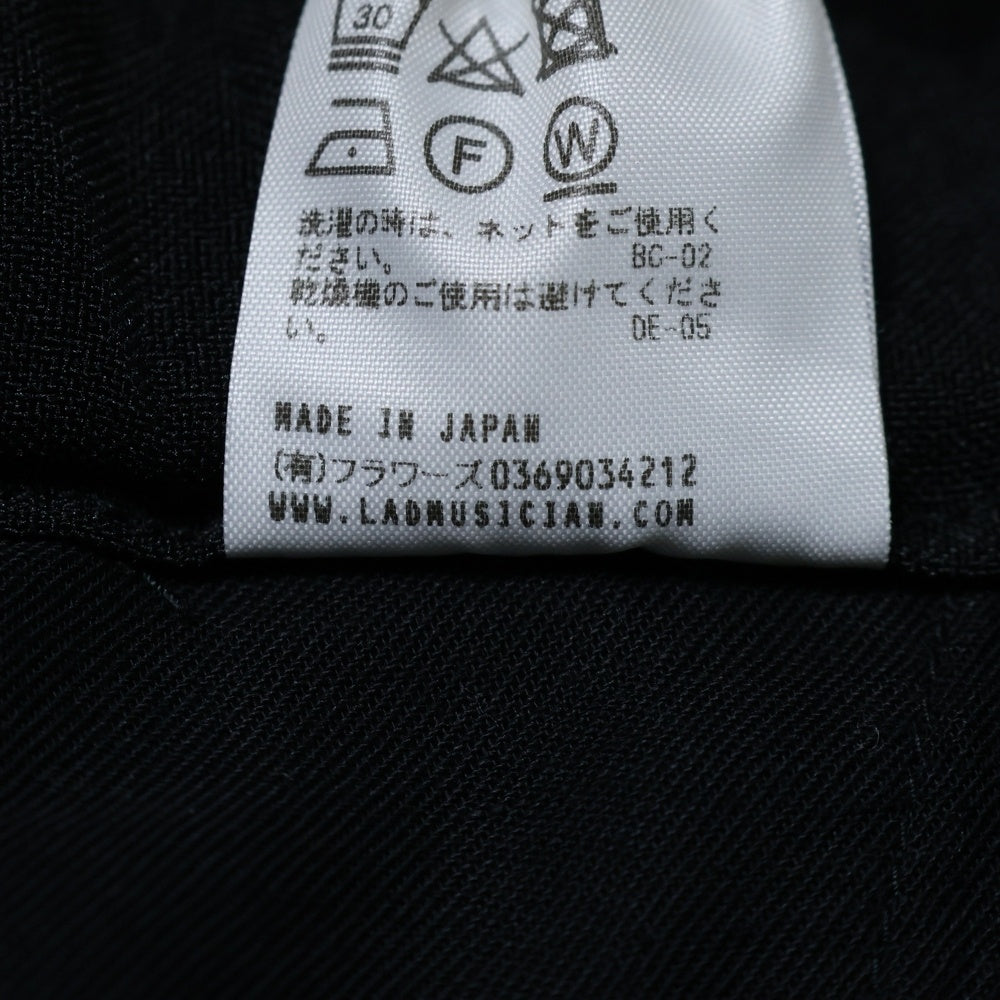 30
F W
洗濯の時は、ネットをご使用く
ださい。 BC-02
乾燥機のご使用は避けてくださ
い。 DE-05
MADE IN JAPAN
(有)フラワーズ0369034212
WWW.LADMUSICIAN.COM